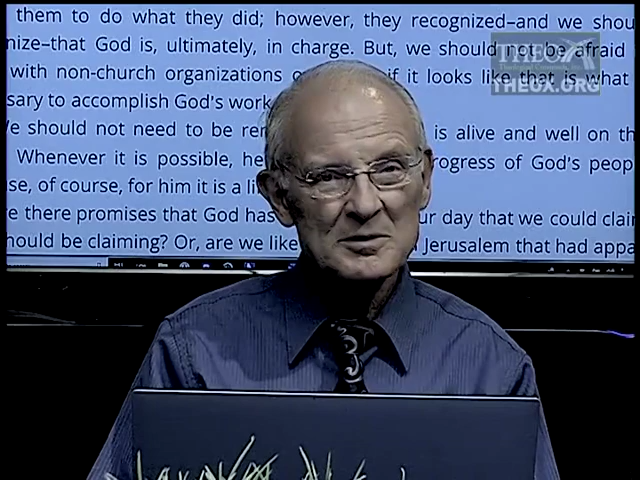 them to do what they did; however, they recognized–and we shou
nize–that God is, ultimately, in charge. But, we should not be afraid
with non-church organizations if it looks like that is what
sary to accomplish God's work
e should not need to be is alive and well on th
Whenever it is possible, he rogress of God's peop
se, of course, for him it is a li
e there promises that God has ur day that we could clai
hould be claiming? Or, are we like Jerusalem that had appa
THEOX
THEOX.ORG